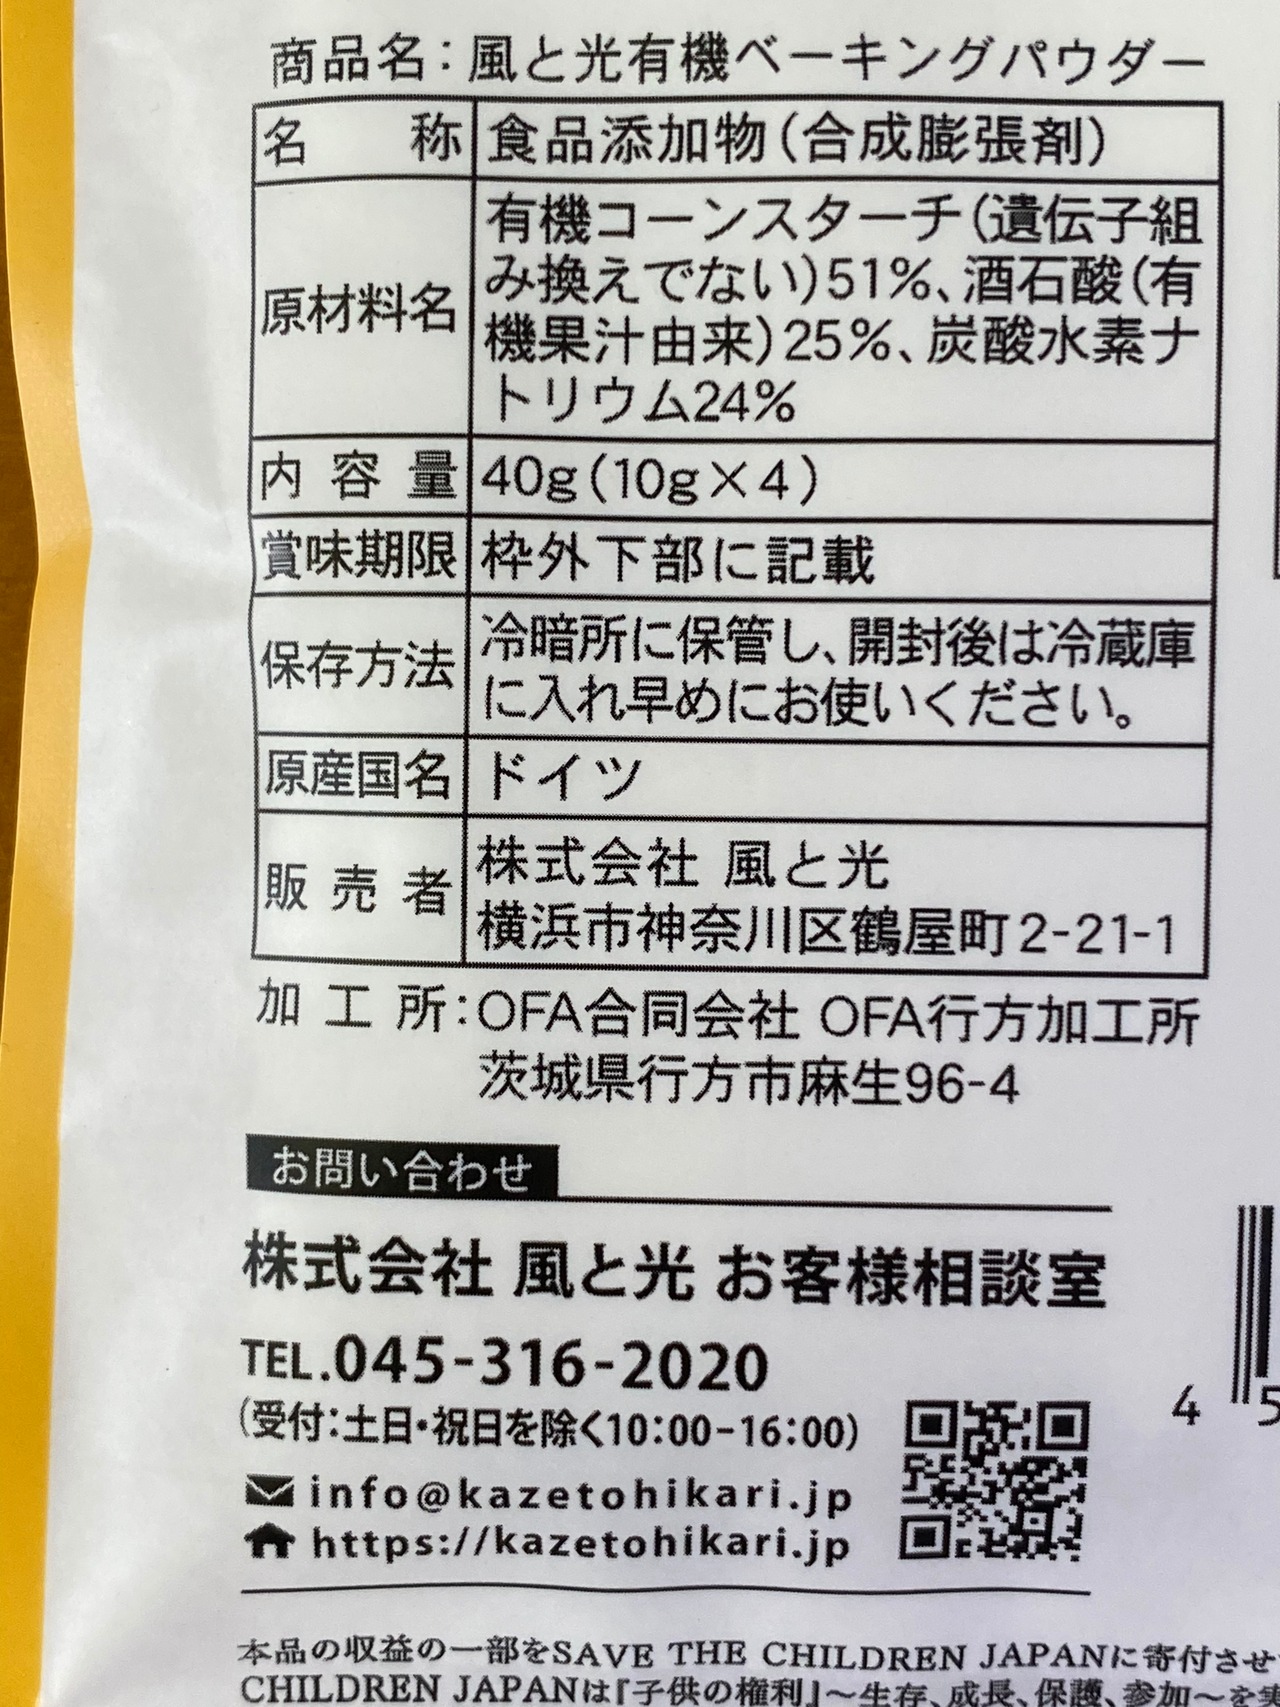 商品名：風と光有機ベーキングパウダー
名称 食品添加物（合成膨張剤）
原材料名 有機コーンスターチ（遺伝子組
み換えでない）51%、酒石酸（有
機果汁由来）25%、炭酸水素ナ
トリウム24%
内容量 40g（10g×4）
賞味期限 枠外下部に記載
保存方法 冷暗所に保管し、開封後は冷蔵庫
に入れ早めにお使いください。
原産国名 ドイツ
販売者 株式会社 風と光
横浜市神奈川区鶴屋町2-21-1
加工所：OFA合同会社 OFA行方加工所
茨城県行方市麻生96-4
お問い合わせ
株式会社 風と光 お客様相談室
TEL.045-316-2020
（受付：土日・祝日を除く10：00-16：00）
info@kazetohikari.jp
https://kazetohikari.jp
4 5
本品の収益の一部をSAVE THE CHILDREN JAPANに寄付させ
CHILDREN JAPANは『子供の権利』～生存、成長、保護、参加～を